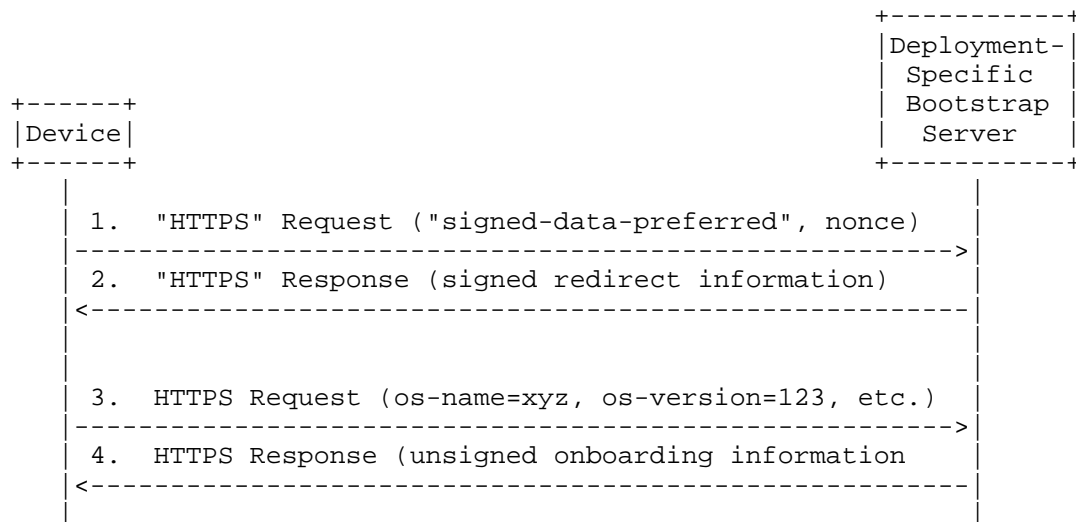 Deployment-
Specific
Bootstrap
Device
Server
1. "HTTPS" Request ("signed-data-preferred", nonce)
2. "HTTPS" Response (signed redirect information)
3. HTTPS Request (os-name=xyz, os-version=123, etc.)
4. HTTPS Response (unsigned onboarding information